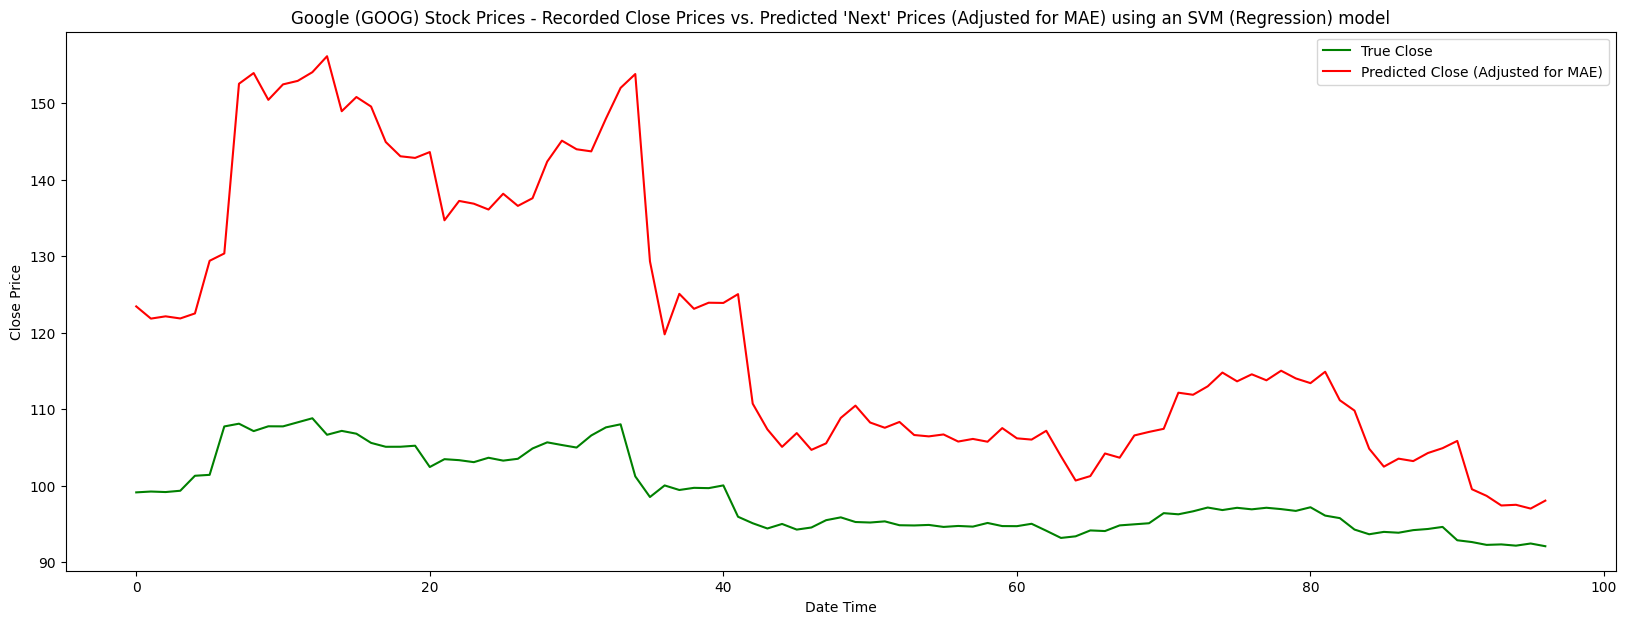 Google (GOOG) Stock Prices - Recorded Close Prices vs. Predicted 'Next' Prices (Adjusted for MAE) using an SVM (Regression) model
True Close
Predicted Close (Adjusted for MAE)
Close Price
150
140
130
120
110
100
90
0 20 40 60 80 100
Date Time